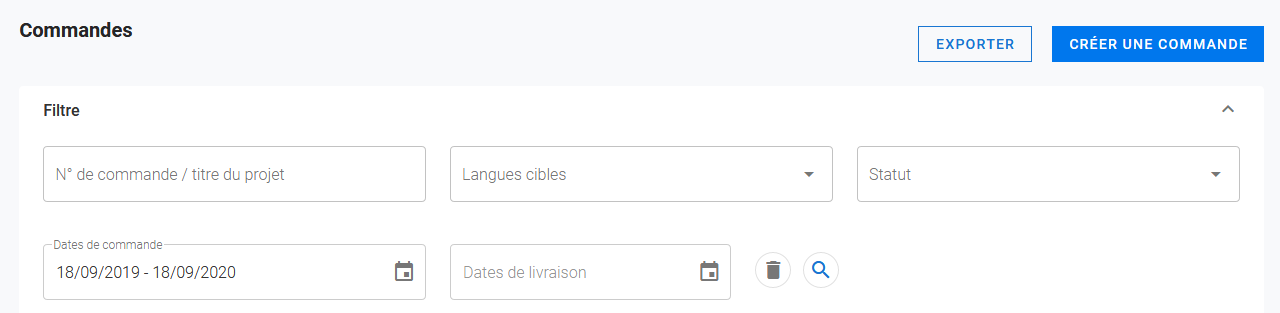 Commandes
EXPORTER
CRÉER UNE COMMANDE
Filtre
N° de commande / titre du projet
Langues cibles
Statut
Dates de commande
18/09/2019 - 18/09/2020
Dates de livraison